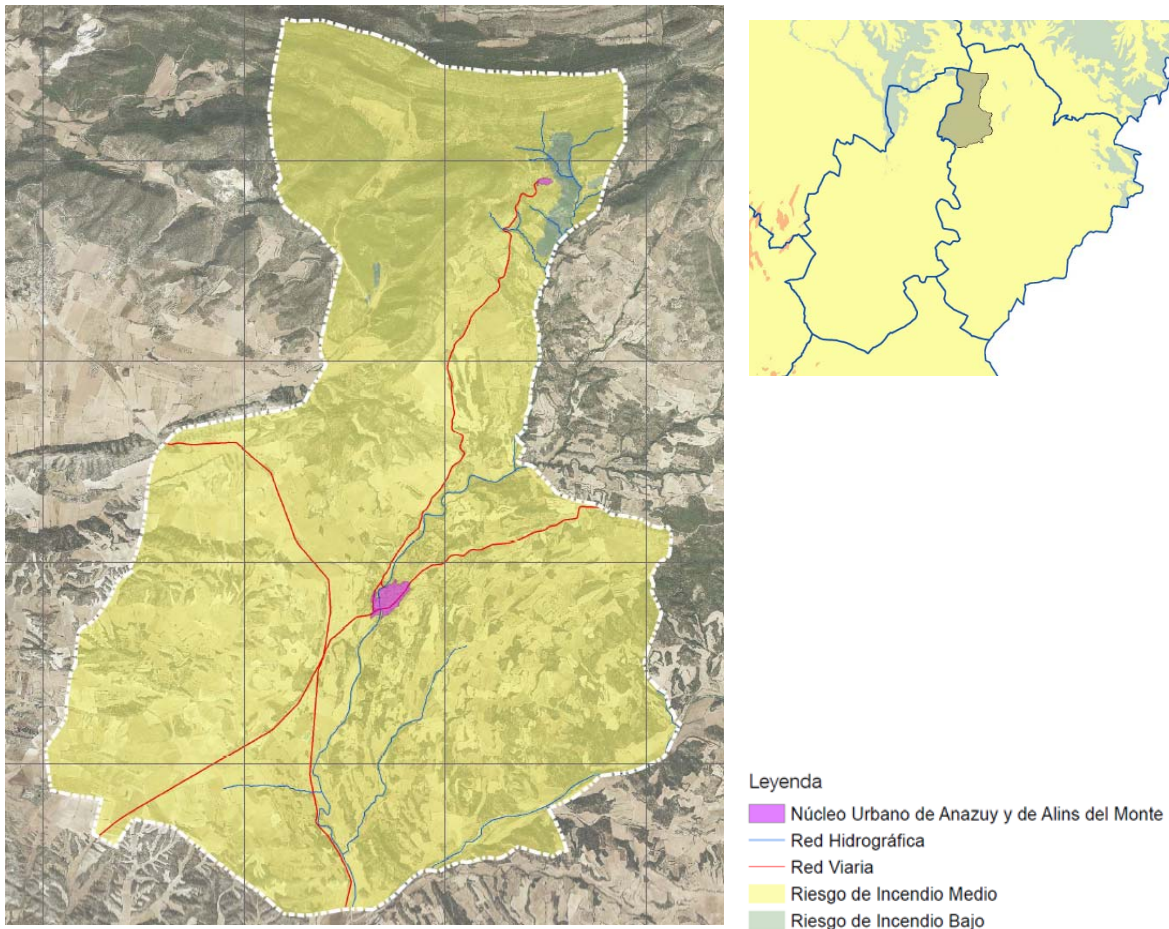 Leyenda
Núcleo Urbano de Anazuy y de Alins del Monte
Red Hidrográfica
Red Viaria
Riesgo de Incendio Medio
Riesgo de Incendio Bajo